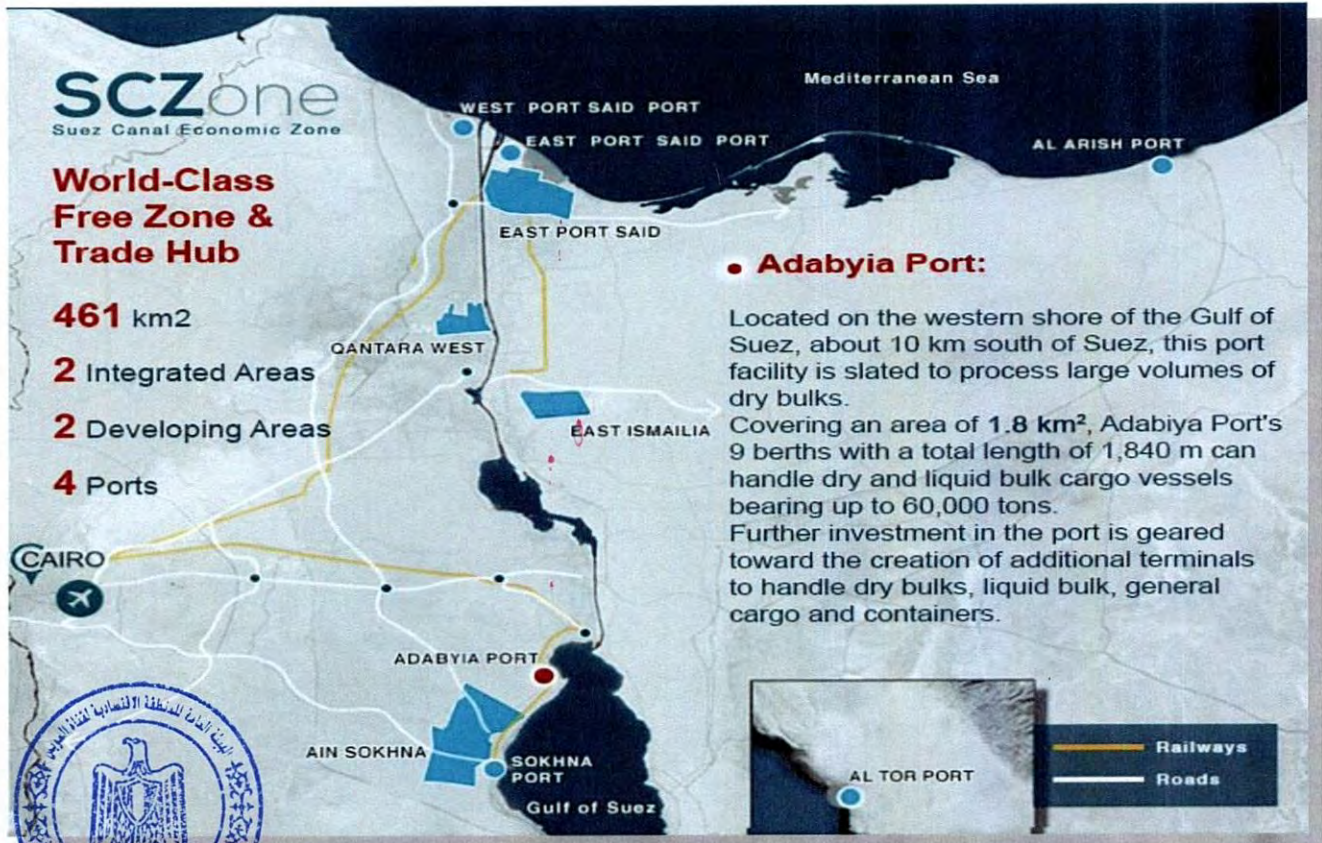 SCZone
Suez Canal Economic Zone
World-Class
Free Zone &
Trade Hub
461 km2
2 Integrated Areas
2 Developing Areas
4 Ports
Mediterranean Sea
WEST PORT SAID PORT
EAST PORT SAID PORT
AL ARISH PORT
EAST PORT SAID
QANTARA WEST
EAST ISMAILIA
CAIRO
ADABYIA PORT
AIN SOKHNA
SOKHNA
PORT
Gulf of Suez
• Adabyia Port:
Located on the western shore of the Gulf of
Suez, about 10 km south of Suez, this port
facility is slated to process large volumes of
dry bulks.
Covering an area of 1.8 km², Adabiya Port's
9 berths with a total length of 1,840 m can
handle dry and liquid bulk cargo vessels
bearing up to 60,000 tons.
Further investment in the port is geared
toward the creation of additional terminals
to handle dry bulks, liquid bulk, general
cargo and containers.
AL TOR PORT
Railways
Roads
الهيئة العامة للمنطقة الاقتصادية لقناة السويس